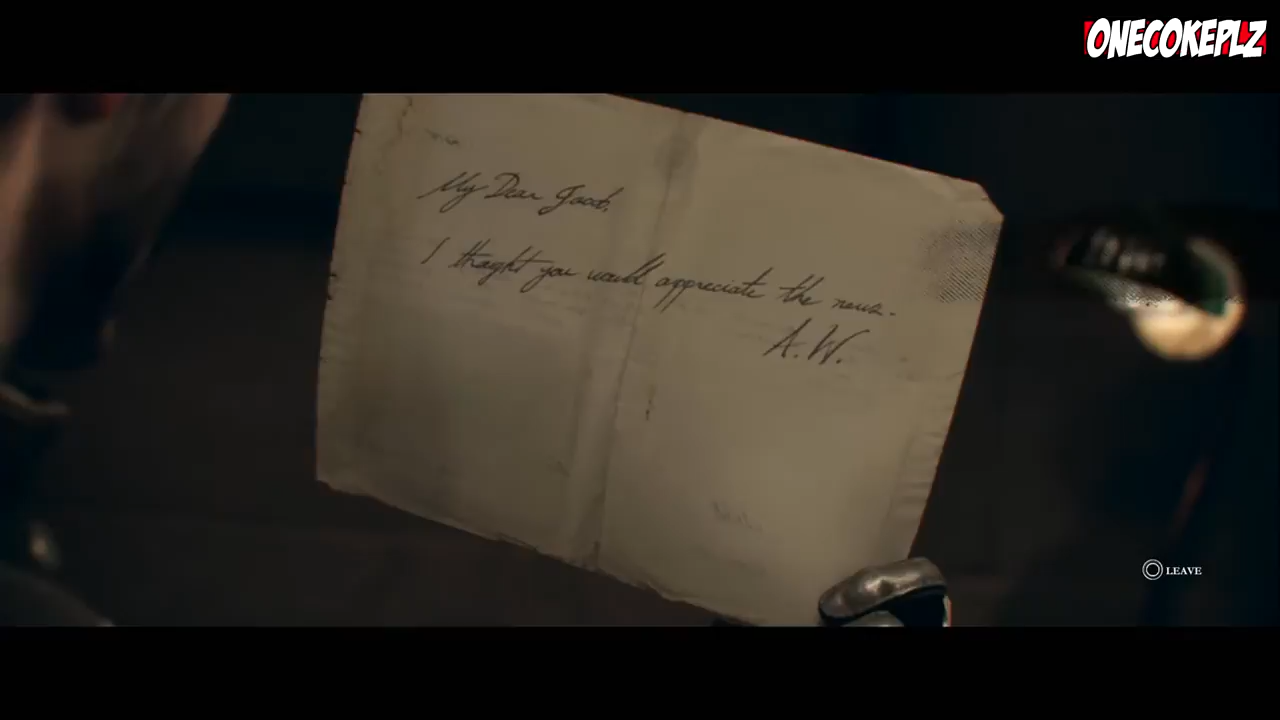 ONECOKEPLZ
My Dear Jacob,
I thought you would appreciate the news.
A.W.
LEAVE